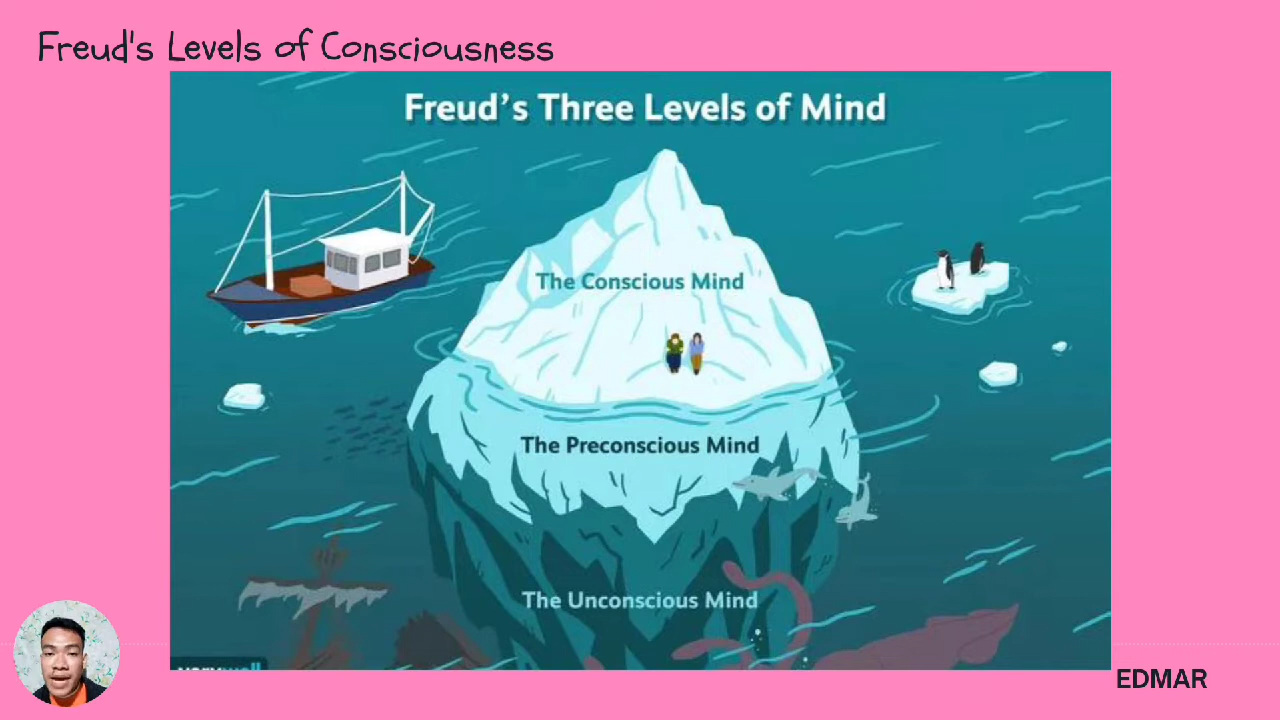 Freud's Levels of Consciousness
Freud's Three Levels of Mind
The Conscious Mind
The Preconscious Mind
The Unconscious Mind
EDMAR